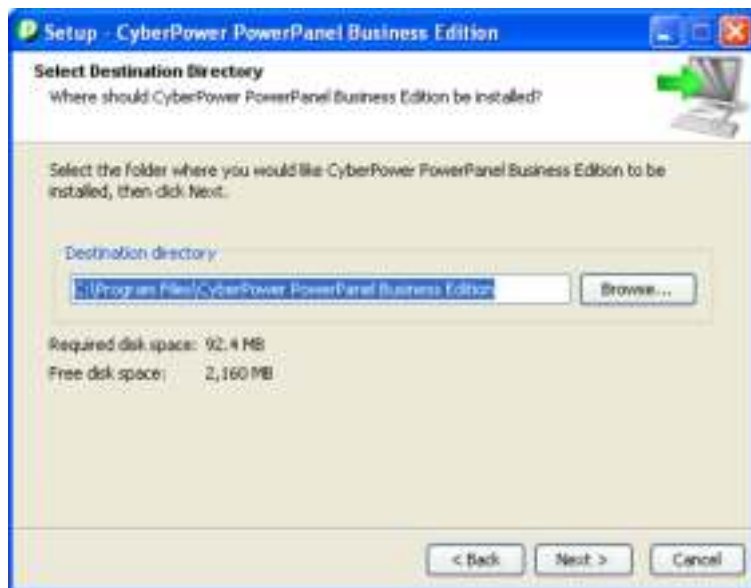 Setup - CyberPower PowerPanel Business Edition
Select Destination Directory
Where should CyberPower PowerPanel Business Edition be installed?
Select the folder where you would like CyberPower PowerPanel Business Edition to be
installed, then click Next.
Destination directory
C:\Program Files\CyberPower PowerPanel Business Edition
Browse...
Required disk space: 92.4 MB
Free disk space: 2,160 MB
< Back
Next >
Cancel